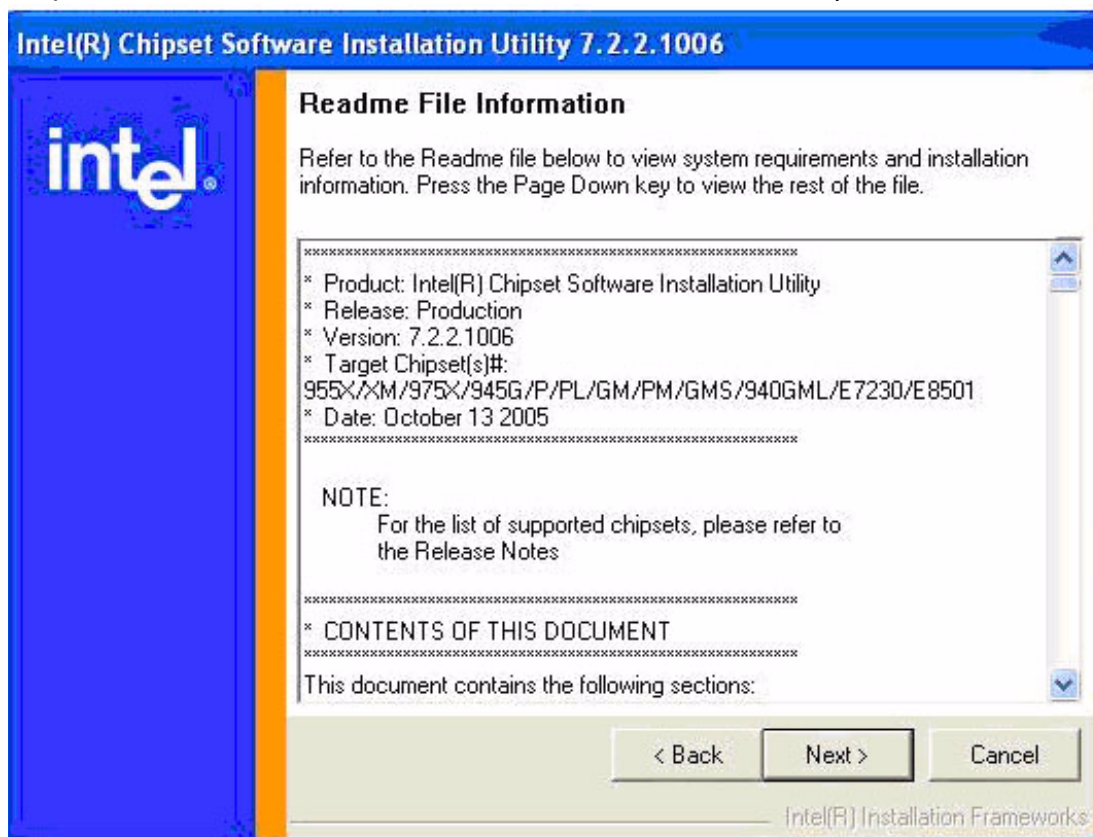 Intel(R) Chipset Software Installation Utility 7.2.2.1006
intel®
Readme File Information
Refer to the Readme file below to view system requirements and installation
information. Press the Page Down key to view the rest of the file.
******************************************************
* Product: Intel(R) Chipset Software Installation Utility
* Release: Production
* Version: 7.2.2.1006
* Target Chipset(s)#:
955X/XM/975X/945G/P/PL/GM/PM/GMS/940GML/E7230/E8501
* Date: October 13 2005
******************************************************
NOTE:
For the list of supported chipsets, please refer to
the Release Notes
******************************************************
* CONTENTS OF THIS DOCUMENT
******************************************************
This document contains the following sections:
< Back Next > Cancel
Intel(R) Installation Frameworks